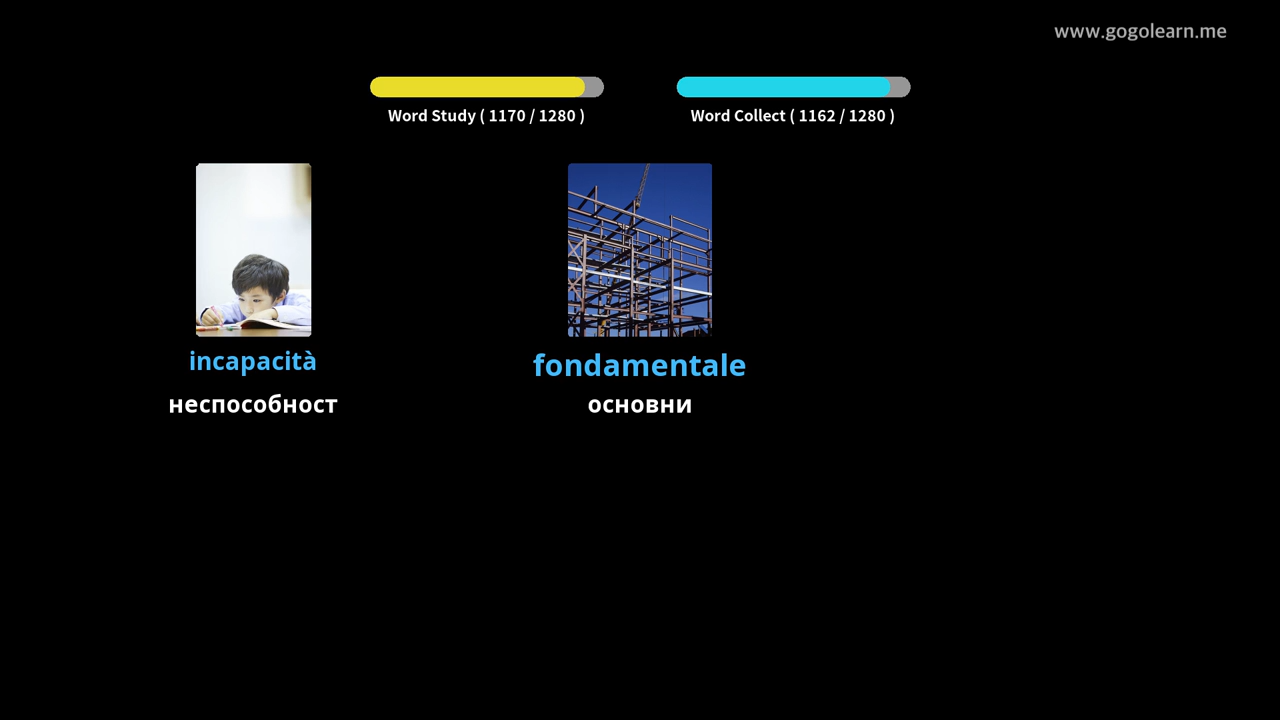 www.gogolearn.me
Word Study ( 1170 / 1280 )
Word Collect ( 1162 / 1280 )
incapacità
неспособност
fondamentale
основни